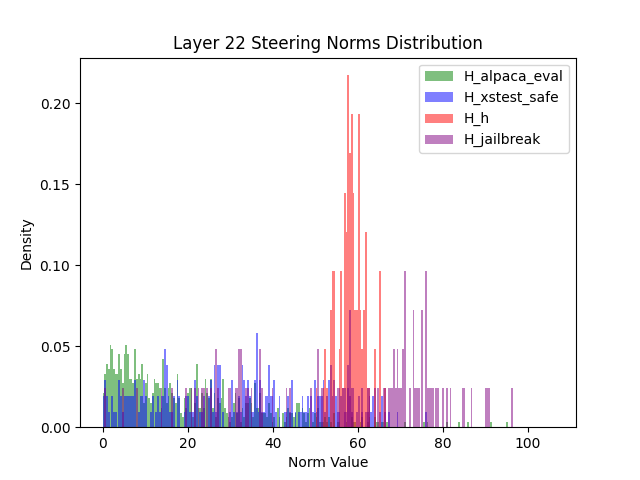 Layer 22 Steering Norms Distribution
H_alpaca_eval
H_xstest_safe
H_h
H_jailbreak
0.20
0.15
0.10
0.05
0.00
Density
0 20 40 60 80 100
Norm Value